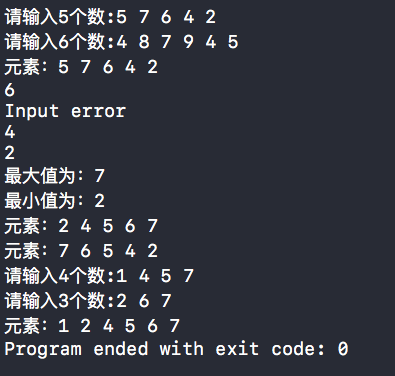 请输入5个数:5 7 6 4 2
请输入6个数:4 8 7 9 4 5
元素: 5 7 6 4 2
6
Input error
4
2
最大值为: 7
最小值为: 2
元素: 2 4 5 6 7
元素: 7 6 5 4 2
请输入4个数:1 4 5 7
请输入3个数:2 6 7
元素: 1 2 4 5 6 7
Program ended with exit code: 0